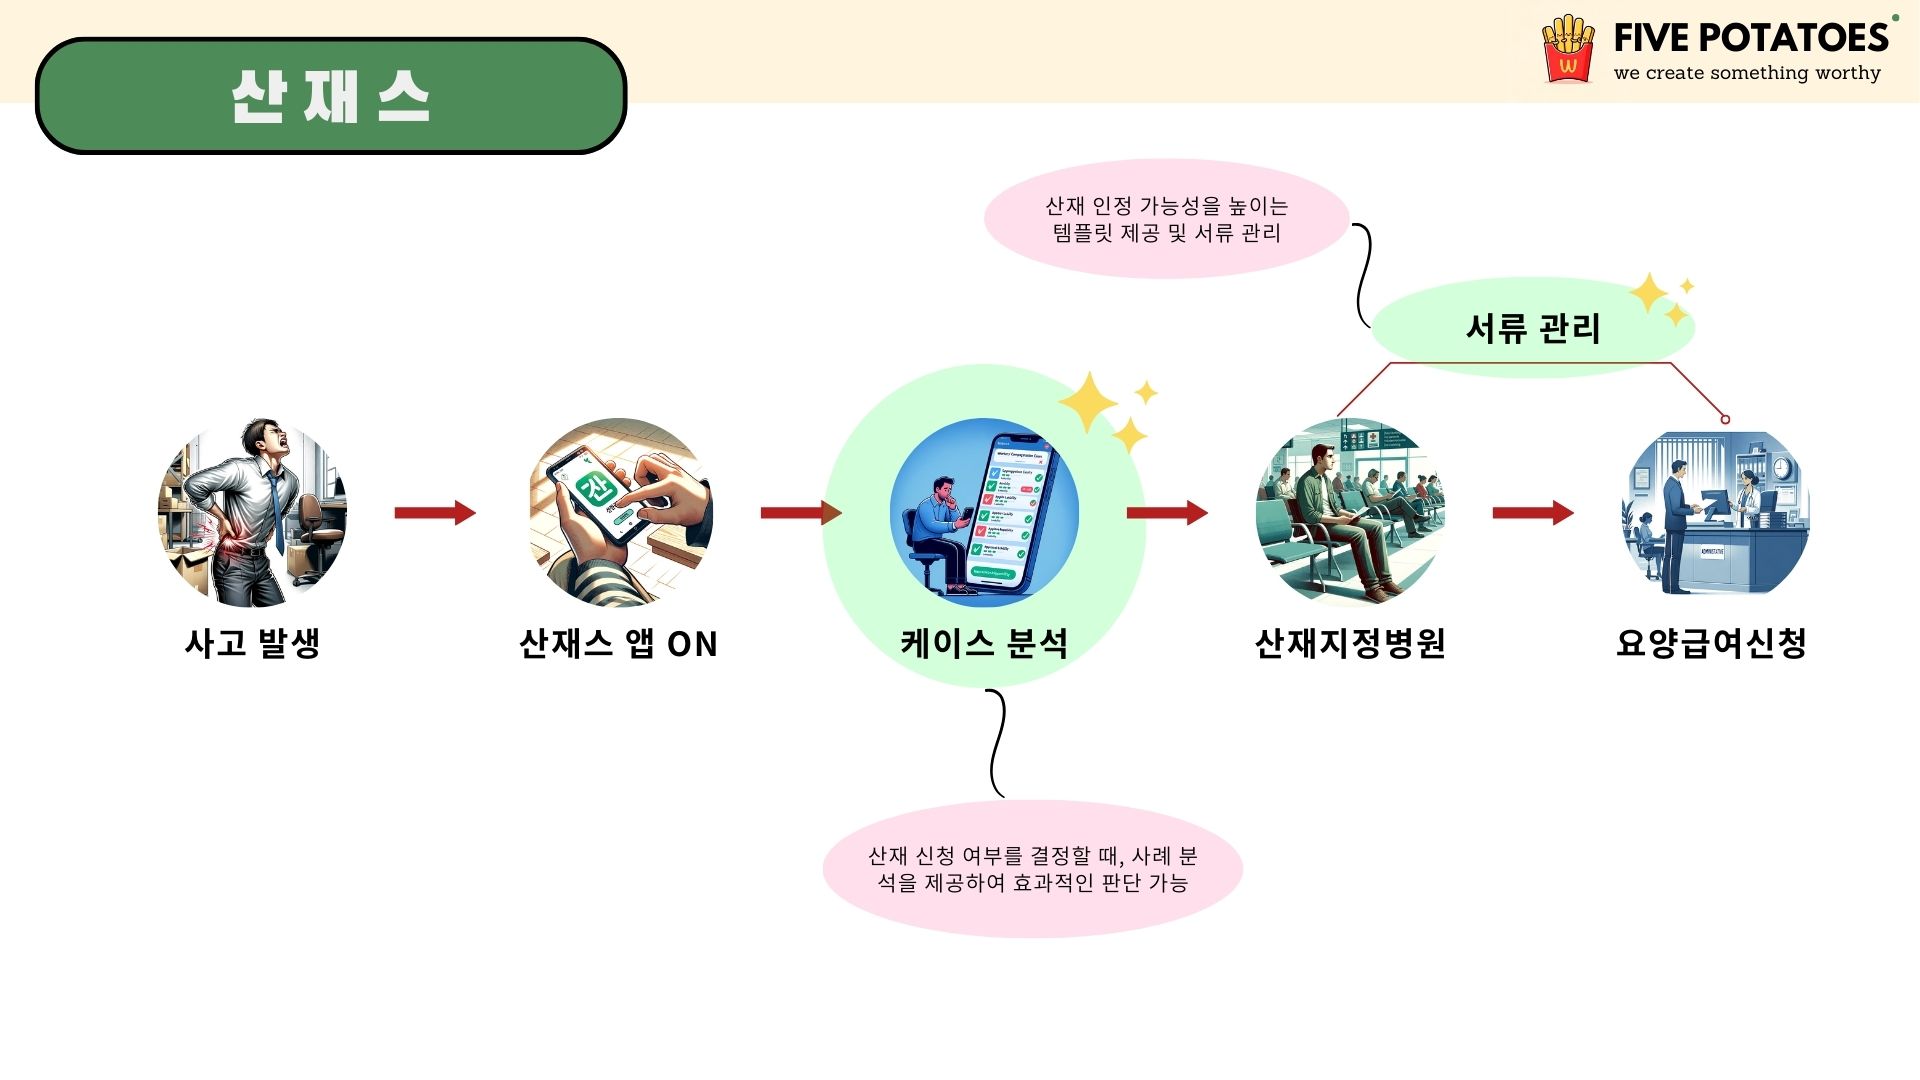 산재스
FIVE POTATOES
we create something worthy
산재 인정 가능성을 높이는
템플릿 제공 및 서류 관리
서류 관리
산
사고 발생
산재스 앱 ON
케이스 분석
산재지정병원
요양급여신청
산재 신청 여부를 결정할 때, 사례 분
석을 제공하여 효과적인 판단 가능